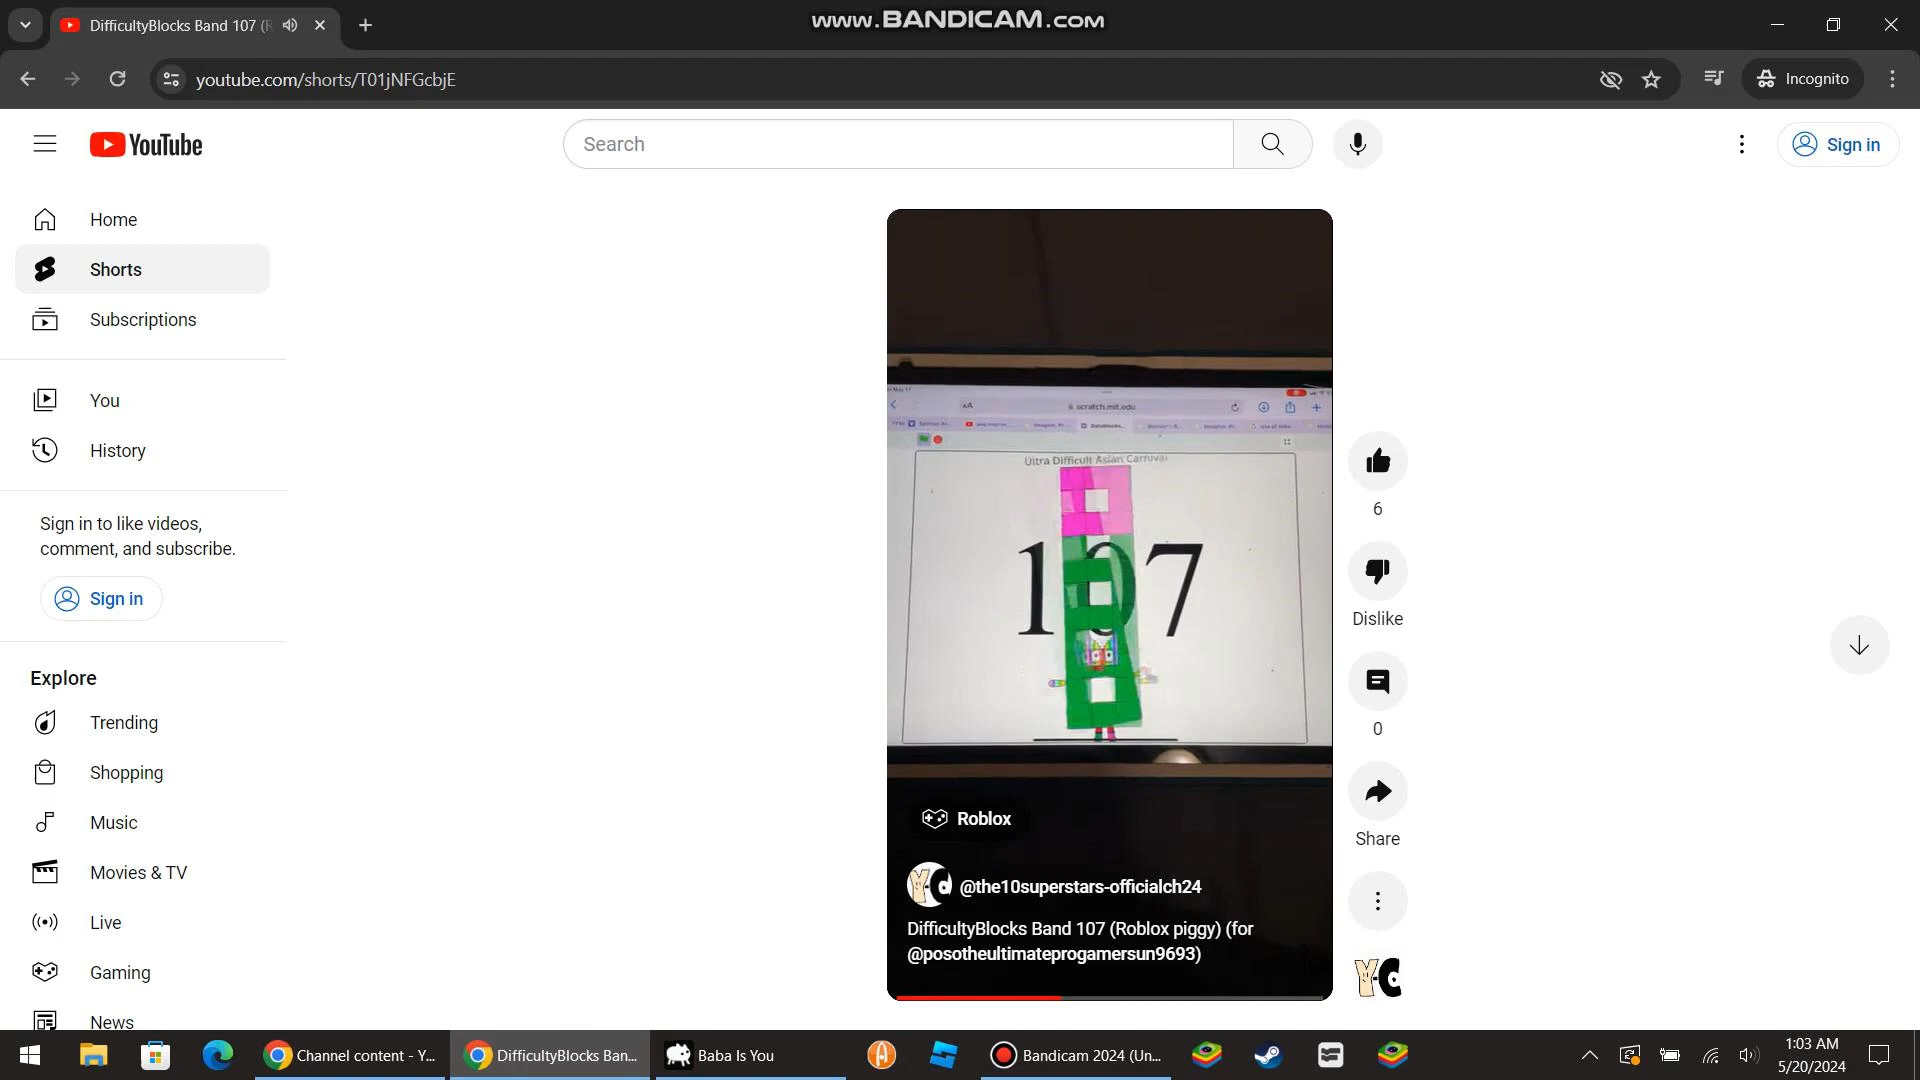 DifficultyBlocks Band 107 (R
www.BANDICAM.com
youtube.com/shorts/T01jNFGcbjE
Incognito
YouTube
Search
Sign in
Home
Shorts
Subscriptions
You
History
Sign in to like videos,
comment, and subscribe.
Sign in
Explore
Trending
Shopping
Music
Movies & TV
Live
Gaming
News
AA
scratch.mit.edu
Ultra Difficult Asian Carnival
107
Roblox
@the10superstars-officialch24
DifficultyBlocks Band 107 (Roblox piggy) (for
@posotheultimateprogamersun9693)
6
Dislike
0
Share
Y-C
Channel content - Y...
DifficultyBlocks Ban...
Baba Is You
Bandicam 2024 (Un...
1:03 AM
5/20/2024